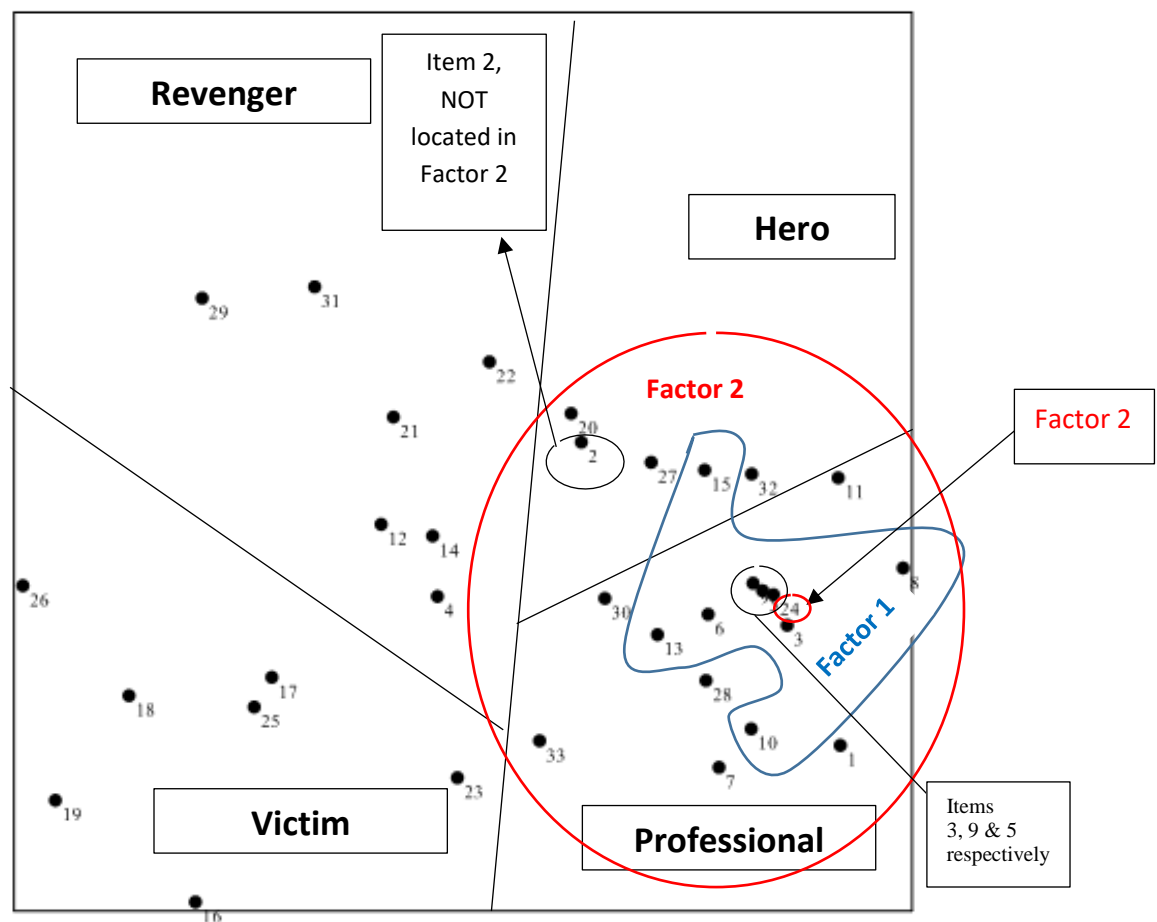 Revenger
Item 2,
NOT
located in
Factor 2
Hero
29
31
22
Factor 2
21
20
2
Factor 2
27
15
32
11
12
14
26
4
30
9
24
8
6
3
13
Factor 1
17
28
18
25
10
33
1
7
23
19
Items
3, 9 & 5
respectively
Victim
Professional
16